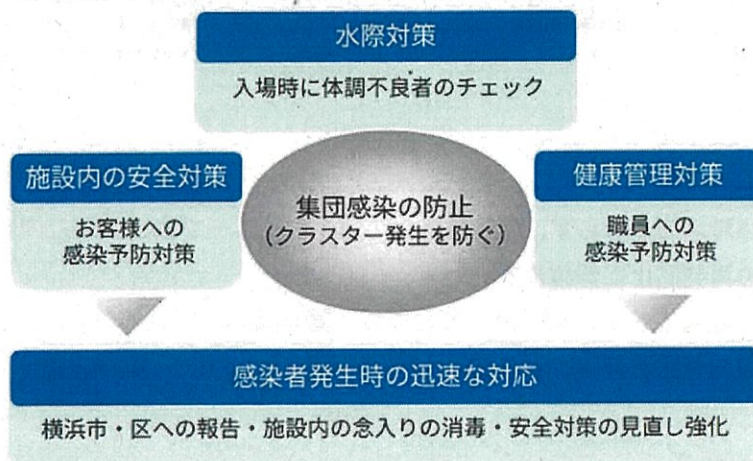 水際対策
入場時に体調不良者のチェック
施設内の安全対策
お客様への
感染予防対策
集団感染の防止
(クラスター発生を防ぐ)
健康管理対策
職員への
感染予防対策
感染者発生時の迅速な対応
横浜市・区への報告・施設内の念入りの消毒・安全対策の見直し強化